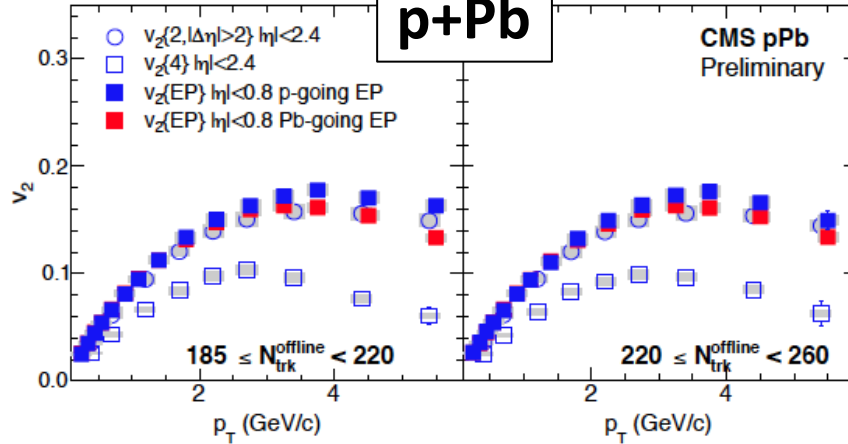 p+Pb
0.3
v₂{2,|Δη|>2} |η|<2.4
v₂{4} |η|<2.4
v₂{EP} |η|<0.8 p-going EP
v₂{EP} |η|<0.8 Pb-going EP
CMS pPb
Preliminary
0.2
v₂
0.1
0.0
185 ≤ N_trk^offline < 220
220 ≤ N_trk^offline < 260
2 4 2 4
p_T (GeV/c) p_T (GeV/c)